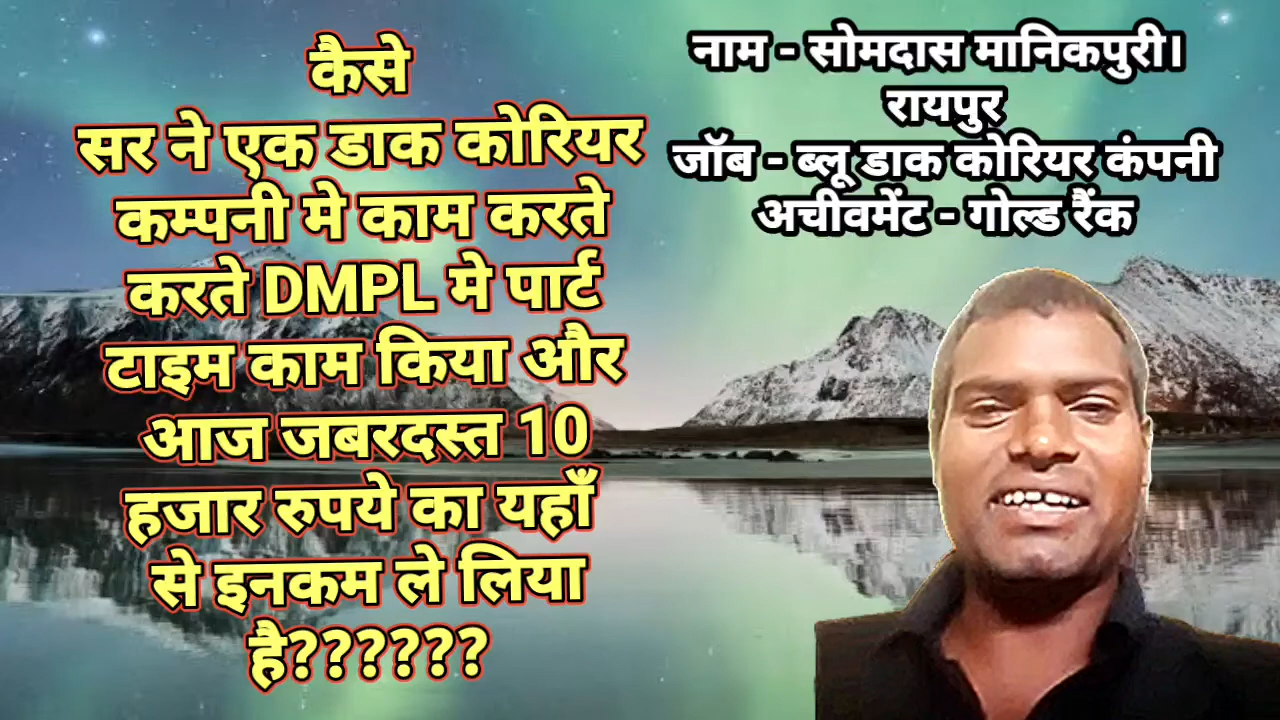 कैसे
सर ने एक डाक कोरियर
कम्पनी मे काम करते
करते DMPL मे पार्ट
टाइम काम किया और
आज जबरदस्त 10
हजार रुपये का यहाँ
से इनकम ले लिया
है??????
नाम - सोमदास मानिकपुरी।
रायपुर
जॉब - ब्लू डाक कोरियर कंपनी
अचीवमेंट - गोल्ड रैंक